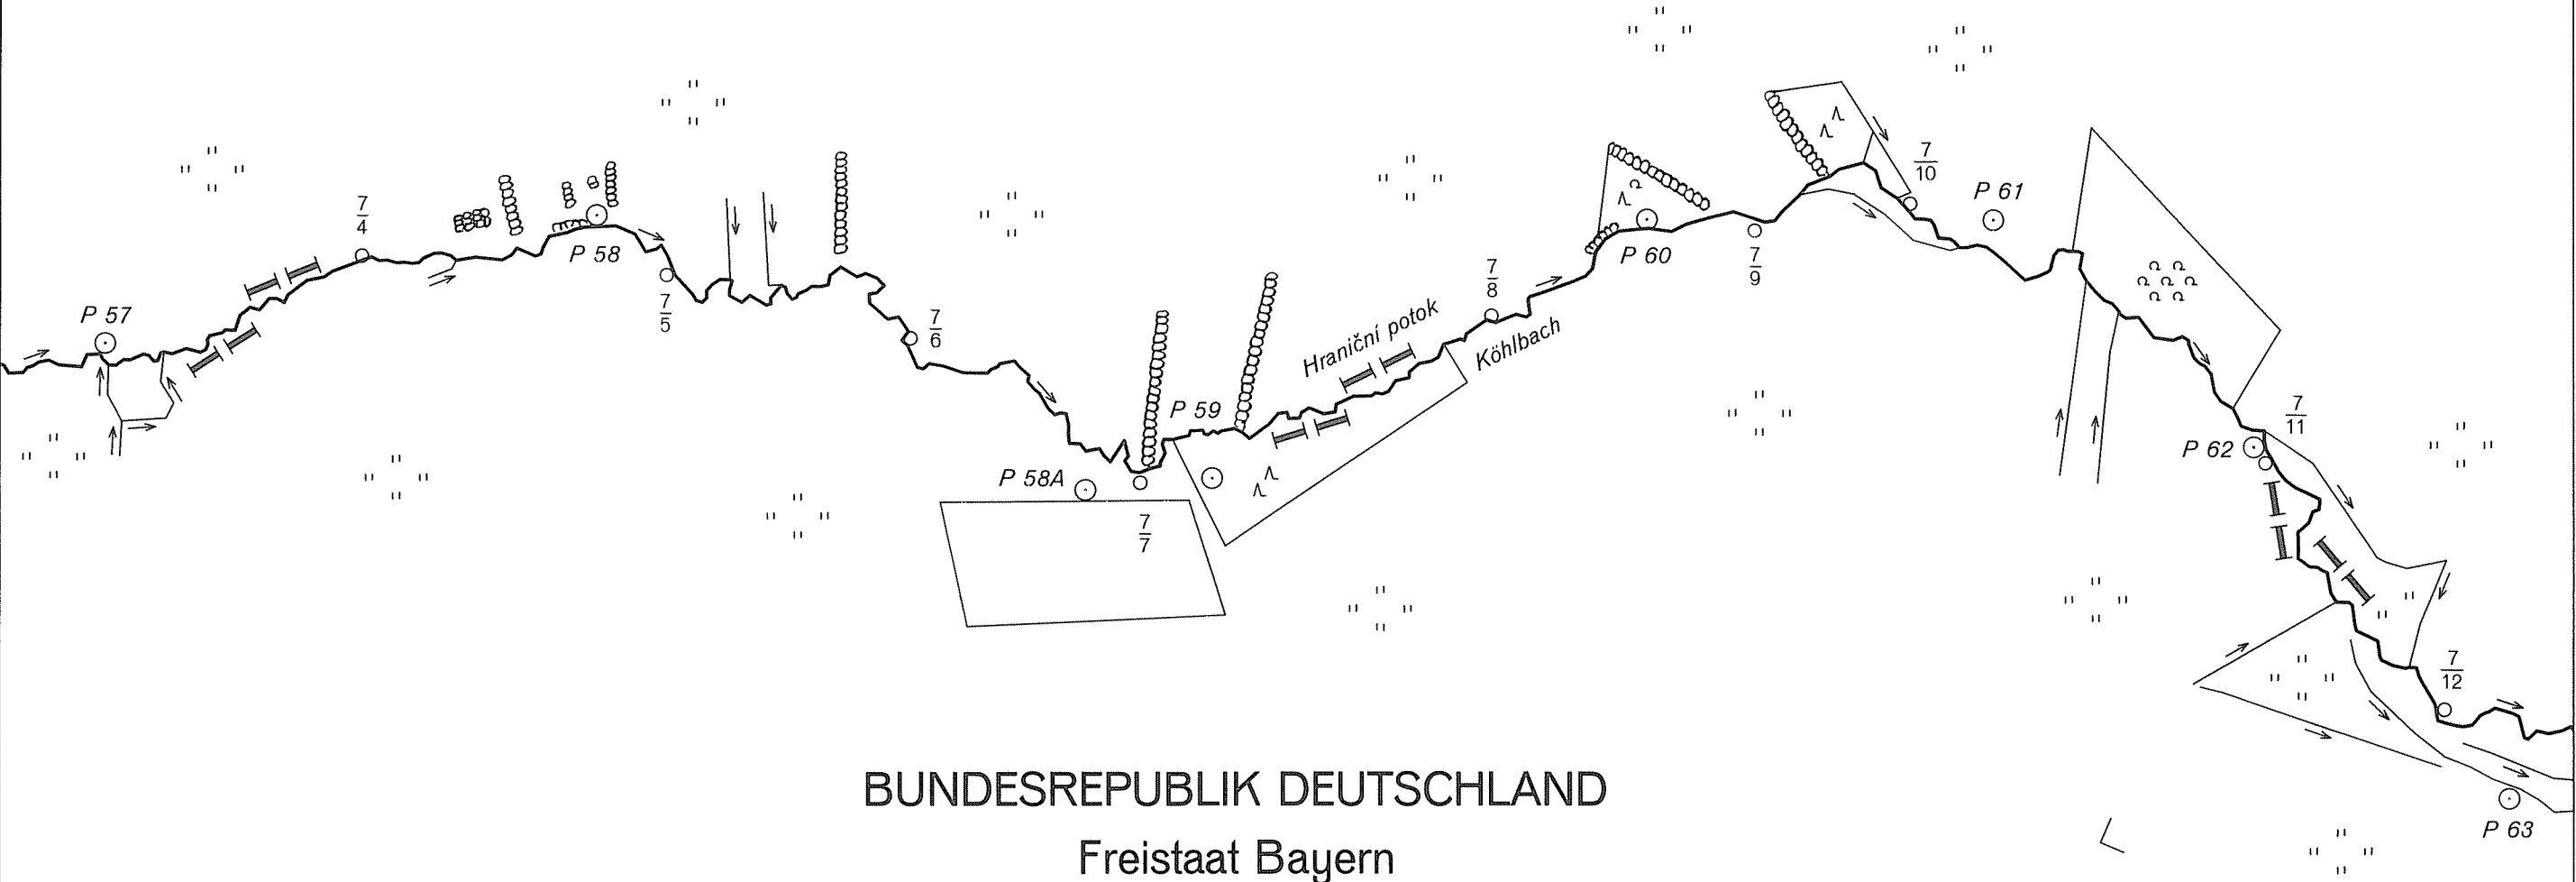 P 57
7/4
P 58
7/5
7/6
P 58A
7/7
P 59
Hraniční potok
Köhlbach
7/8
P 60
7/9
7/10
P 61
P 62
7/11
7/12
P 63
BUNDESREPUBLIK DEUTSCHLAND
Freistaat Bayern